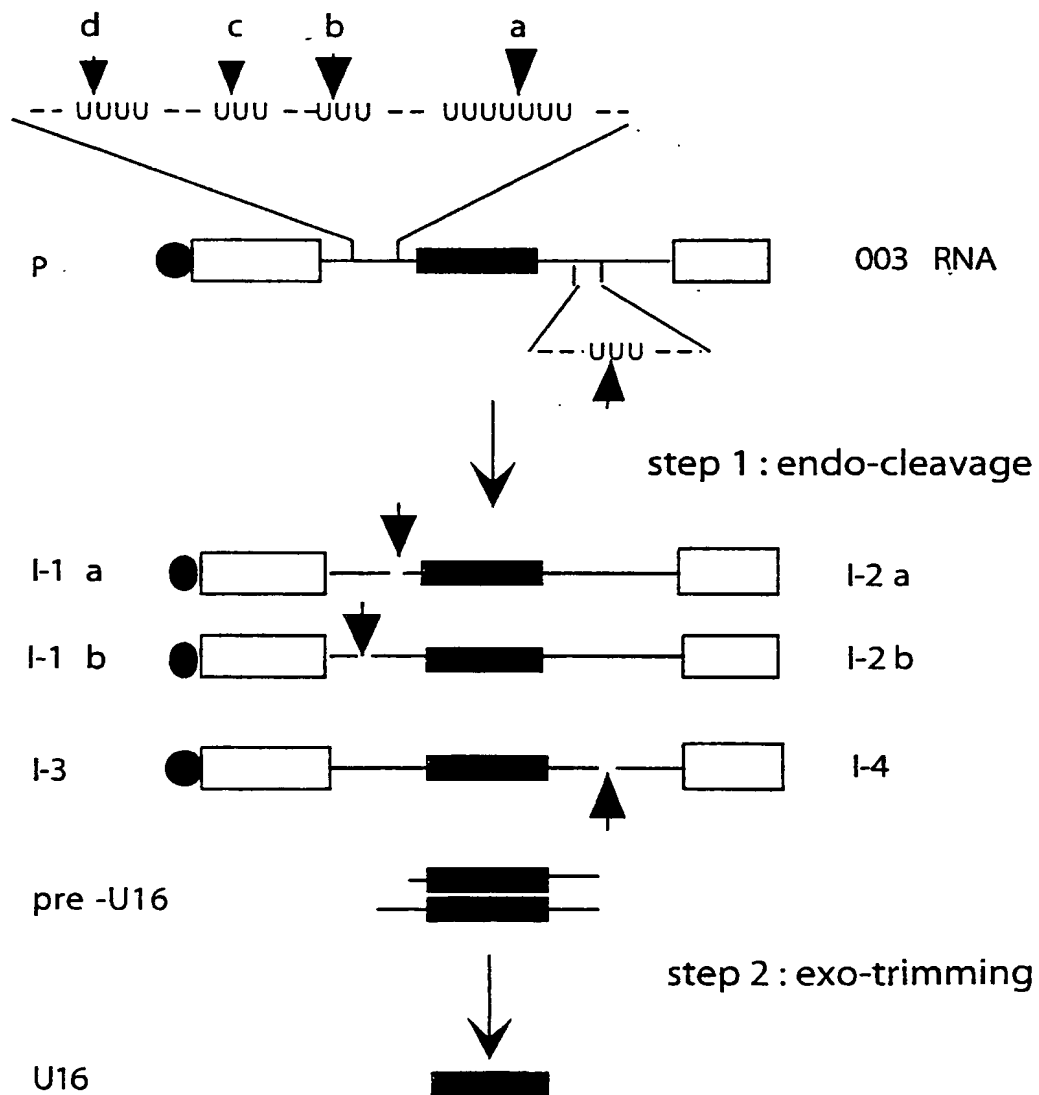 d c b a
-- UUUU -- UUU --UUU -- UUUUUUU --
P 003 RNA
---UUU---
step 1 : endo-cleavage
I-1 a I-2 a
I-1 b I-2 b
I-3 I-4
pre -U16
step 2 : exo-trimming
U16